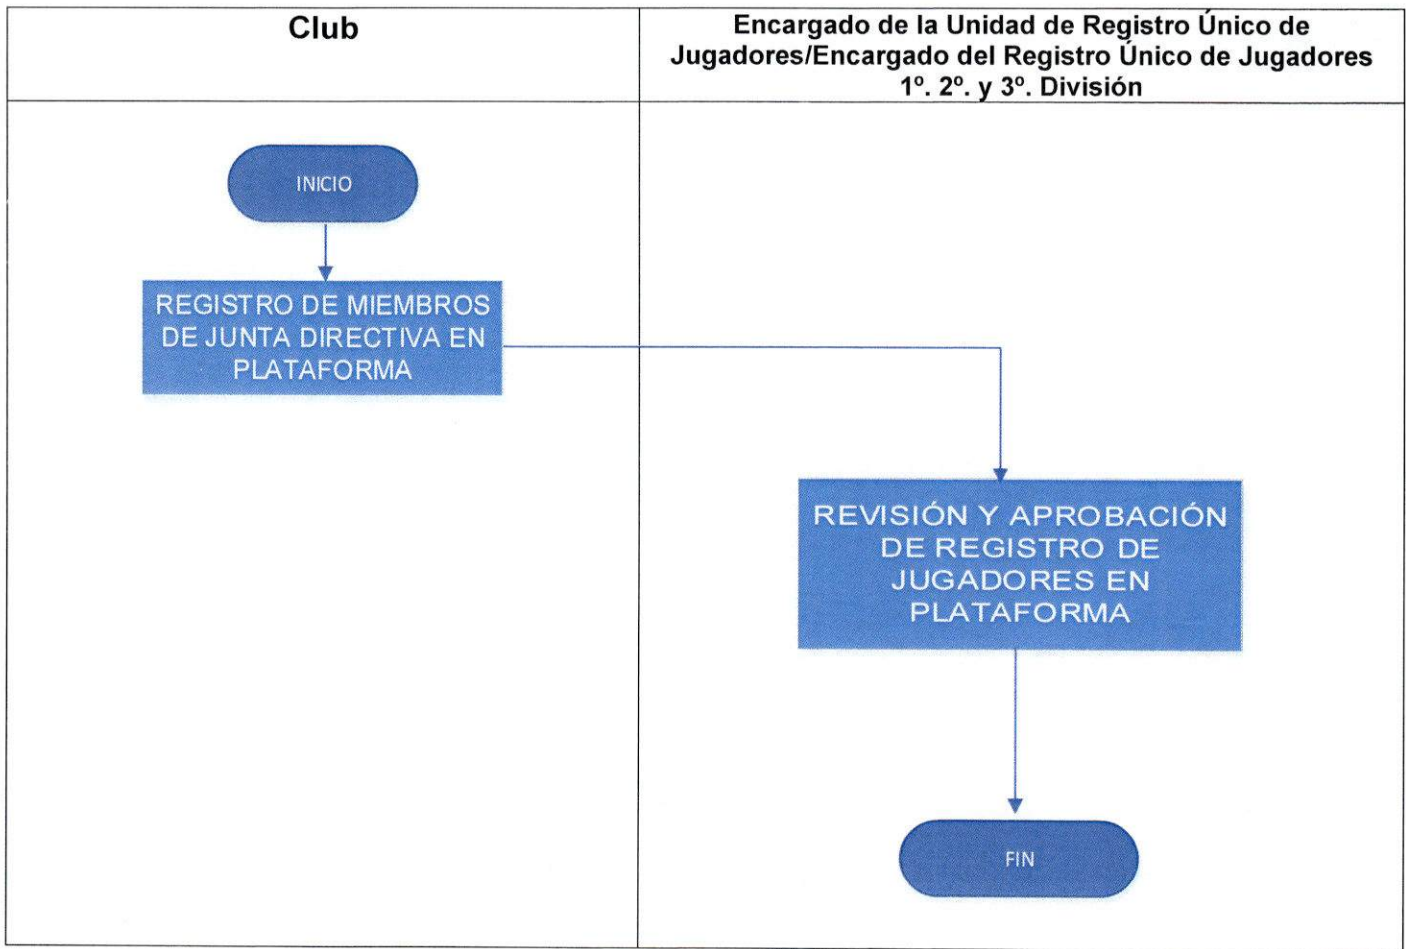 Club
Encargado de la Unidad de Registro Único de
Jugadores/Encargado del Registro Único de Jugadores
1º. 2º. y 3º. División
INICIO
REGISTRO DE MIEMBROS
DE JUNTA DIRECTIVA EN
PLATAFORMA
REVISIÓN Y APROBACIÓN
DE REGISTRO DE
JUGADORES EN
PLATAFORMA
FIN